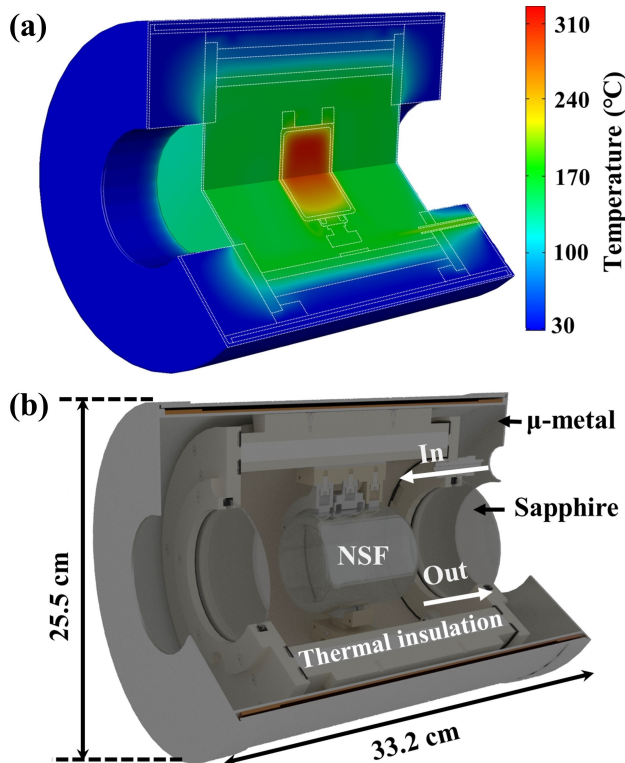 (a)
310
240
170
100
30
Temperature (°C)
(b)
μ-metal
In
Sapphire
NSF
Out
Thermal insulation
25.5 cm
33.2 cm